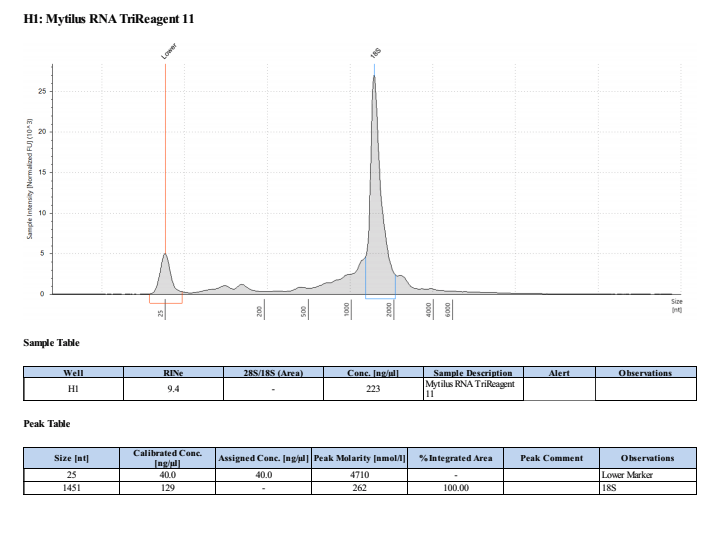 H1: Mytilus RNA TriReagent 11
Lower
18S
Sample Intensity [Normalized FU] (10^3)
25
20
15
10
5
0
25
200
500
1000
2000
4000
6000
Size
[nt]
Sample Table
Well RINe 28S/18S (Area) Conc. [ng/µl] Sample Description Alert Observations
H1 9.4 - 223 Mytilus RNA TriReagent
11
Peak Table
Size [nt] Calibrated Conc. [ng/µl] Assigned Conc. [ng/µl] Peak Molarity [nmol/l] % Integrated Area Peak Comment Observations
25 40.0 40.0 4710 - Lower Marker
1451 129 - 262 100.00 18S